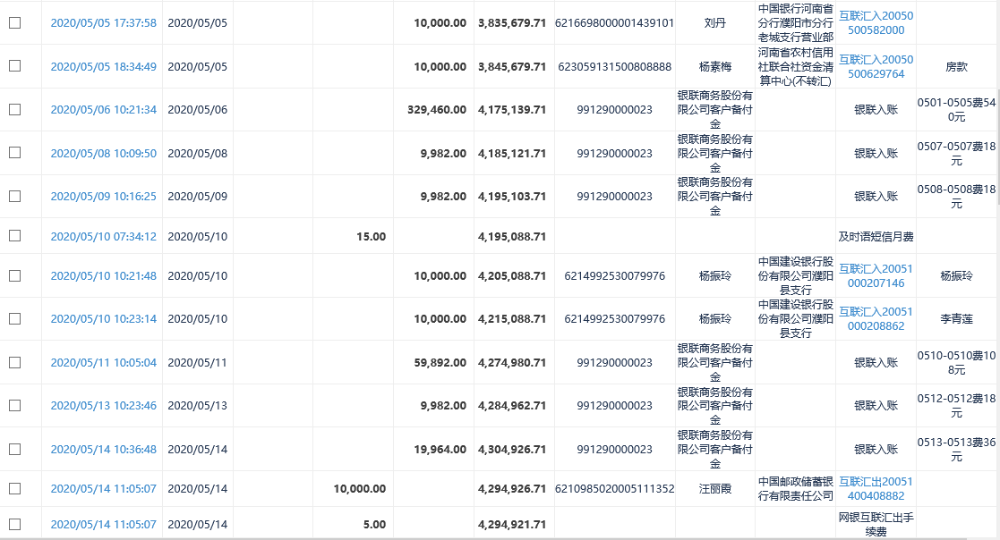 2020/05/05 17:37:58 2020/05/05 10,000.00 3,835,679.71 6216698000001439101 刘丹 中国银行河南省分行濮阳市分行老城支行营业部 互联汇入20050500582000
2020/05/05 18:34:49 2020/05/05 10,000.00 3,845,679.71 623059131500808888 杨素梅 河南省农村信用社联合社资金清算中心(不转汇) 互联汇入20050500629764 房款
2020/05/06 10:21:34 2020/05/06 329,460.00 4,175,139.71 991290000023 银联商务股份有限公司客户备付金 银联入账 0501-0505费540元
2020/05/08 10:09:50 2020/05/08 9,982.00 4,185,121.71 991290000023 银联商务股份有限公司客户备付金 银联入账 0507-0507费18元
2020/05/09 10:16:25 2020/05/09 9,982.00 4,195,103.71 991290000023 银联商务股份有限公司客户备付金 银联入账 0508-0508费18元
2020/05/10 07:34:12 2020/05/10 15.00 4,195,088.71 及时语短信月费
2020/05/10 10:21:48 2020/05/10 10,000.00 4,205,088.71 6214992530079976 杨振玲 中国建设银行股份有限公司濮阳县支行 互联汇入20051000207146 杨振玲
2020/05/10 10:23:14 2020/05/10 10,000.00 4,215,088.71 6214992530079976 杨振玲 中国建设银行股份有限公司濮阳县支行 互联汇入20051000208862 李青莲
2020/05/11 10:05:04 2020/05/11 59,892.00 4,274,980.71 991290000023 银联商务股份有限公司客户备付金 银联入账 0510-0510费108元
2020/05/13 10:23:46 2020/05/13 9,982.00 4,284,962.71 991290000023 银联商务股份有限公司客户备付金 银联入账 0512-0512费18元
2020/05/14 10:36:48 2020/05/14 19,964.00 4,304,926.71 991290000023 银联商务股份有限公司客户备付金 银联入账 0513-0513费36元
2020/05/14 11:05:07 2020/05/14 10,000.00 4,294,926.71 6210985020005111352 汪丽霞 中国邮政储蓄银行有限责任公司 互联汇出20051400408882
2020/05/14 11:05:07 2020/05/14 5.00 4,294,921.71 网银互联汇出手续费